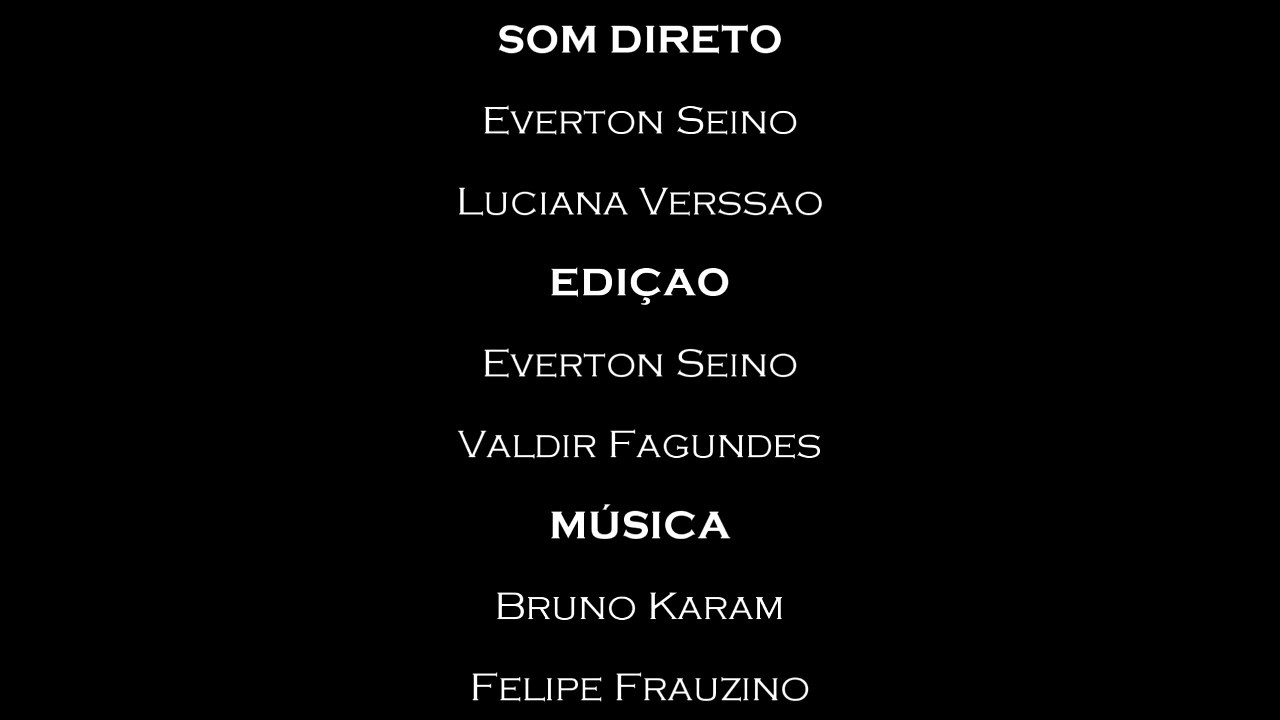 SOM DIRETO
EVERTON SEINO
LUCIANA VERSSAO
EDIÇAO
EVERTON SEINO
VALDIR FAGUNDES
MÚSICA
BRUNO KARAM
FELIPE FRAUZINO